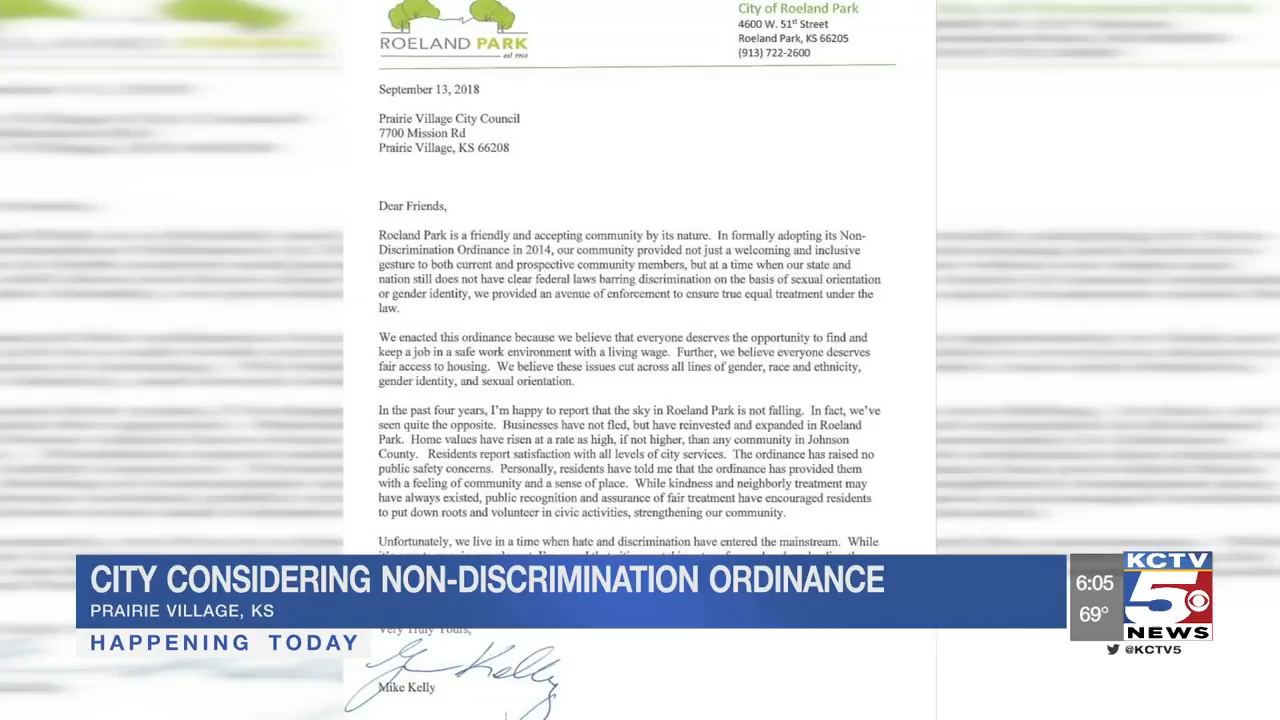 ROELAND PARK
est 1951
City of Roeland Park
4600 W. 51st Street
Roeland Park, KS 66205
(913) 722-2600
September 13, 2018
Prairie Village City Council
7700 Mission Rd
Prairie Village, KS 66208
Dear Friends,
Roeland Park is a friendly and accepting community by its nature. In formally adopting its Non-
Discrimination Ordinance in 2014, our community provided not just a welcoming and inclusive
gesture to both current and prospective community members, but at a time when our state and
nation still does not have clear federal laws barring discrimination on the basis of sexual orientation
or gender identity, we provided an avenue of enforcement to ensure true equal treatment under the
law.
We enacted this ordinance because we believe that everyone deserves the opportunity to find and
keep a job in a safe work environment with a living wage. Further, we believe everyone deserves
fair access to housing. We believe these issues cut across all lines of gender, race and ethnicity,
gender identity, and sexual orientation.
In the past four years, I'm happy to report that the sky in Roeland Park is not falling. In fact, we've
seen quite the opposite. Businesses have not fled, but have reinvested and expanded in Roeland
Park. Home values have risen at a rate as high, if not higher, than any community in Johnson
County. Residents report satisfaction with all levels of city services. The ordinance has raised no
public safety concerns. Personally, residents have told me that the ordinance has provided them
with a feeling of community and a sense of place. While kindness and neighborly treatment may
have always existed, public recognition and assurance of fair treatment have encouraged residents
to put down roots and volunteer in civic activities, strengthening our community.
Unfortunately, we live in a time when hate and discrimination have entered the mainstream. While
CITY CONSIDERING NON-DISCRIMINATION ORDINANCE
PRAIRIE VILLAGE, KS
HAPPENING TODAY
6:05
69°
KCTV
5
NEWS
@KCTV5
Very Truly Yours,
Kelly
Mike Kelly